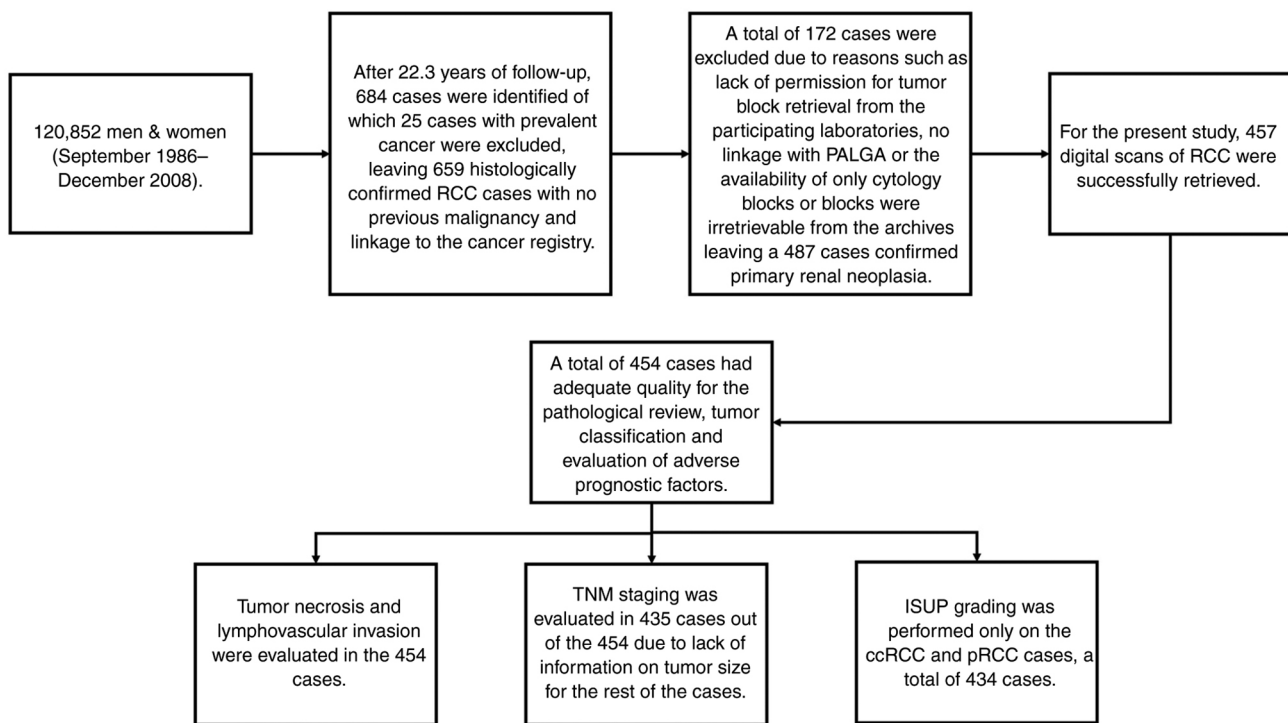 120,852 men & women
(September 1986–
December 2008).
After 22.3 years of follow-up,
684 cases were identified of
which 25 cases with prevalent
cancer were excluded,
leaving 659 histologically
confirmed RCC cases with no
previous malignancy and
linkage to the cancer registry.
A total of 172 cases were
excluded due to reasons such as
lack of permission for tumor
block retrieval from the
participating laboratories, no
linkage with PALGA or the
availability of only cytology
blocks or blocks were
irretrievable from the archives
leaving a 487 cases confirmed
primary renal neoplasia.
For the present study, 457
digital scans of RCC were
successfully retrieved.
A total of 454 cases had
adequate quality for the
pathological review, tumor
classification and
evaluation of adverse
prognostic factors.
Tumor necrosis and
lymphovascular invasion
were evaluated in the 454
cases.
TNM staging was
evaluated in 435 cases out
of the 454 due to lack of
information on tumor size
for the rest of the cases.
ISUP grading was
performed only on the
ccRCC and pRCC cases, a
total of 434 cases.